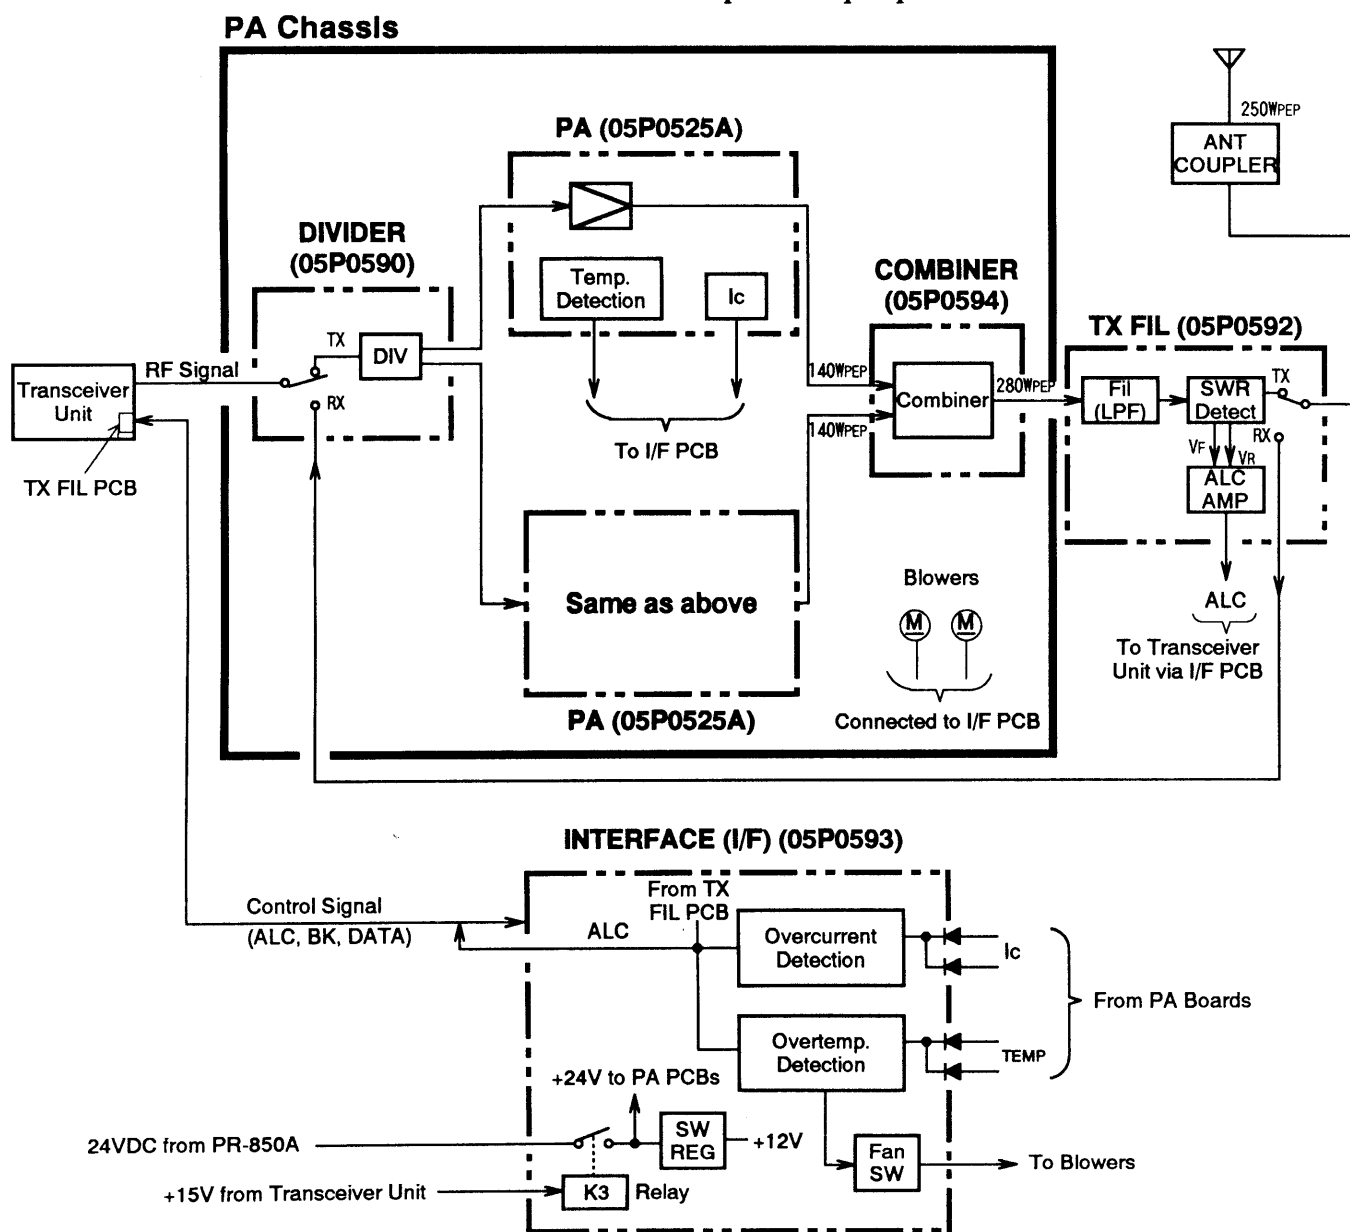 PA Chassis
250WPEP
ANT
COUPLER
PA (05P0525A)
DIVIDER
(05P0590)
Temp.
Detection
Ic
COMBINER
(05P0594)
TX FIL (05P0592)
TX
DIV
RF Signal
RX
Transceiver
Unit
TX FIL PCB
140WPEP
Combiner
280WPEP
140WPEP
Fil
(LPF)
SWR
Detect
TX
RX
VF
VR
ALC
AMP
To I/F PCB
Same as above
PA (05P0525A)
Blowers
M
M
Connected to I/F PCB
ALC
To Transceiver
Unit via I/F PCB
INTERFACE (I/F) (05P0593)
From TX
FIL PCB
Control Signal
(ALC, BK, DATA)
ALC
Overcurrent
Detection
Ic
From PA Boards
Overtemp.
Detection
TEMP
+24V to PA PCBs
24VDC from PR-850A
SW
REG
+12V
Fan
SW
To Blowers
+15V from Transceiver Unit
K3
Relay